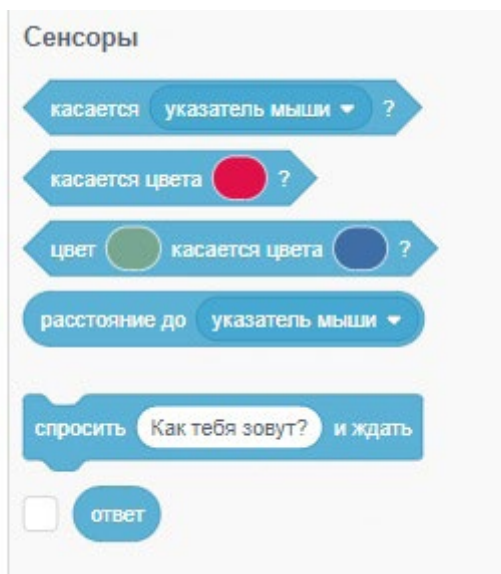 Сенсоры
касается указатель мыши ?
касается цвета ?
цвет касается цвета ?
расстояние до указатель мыши
спросить Как тебя зовут? и ждать
ответ